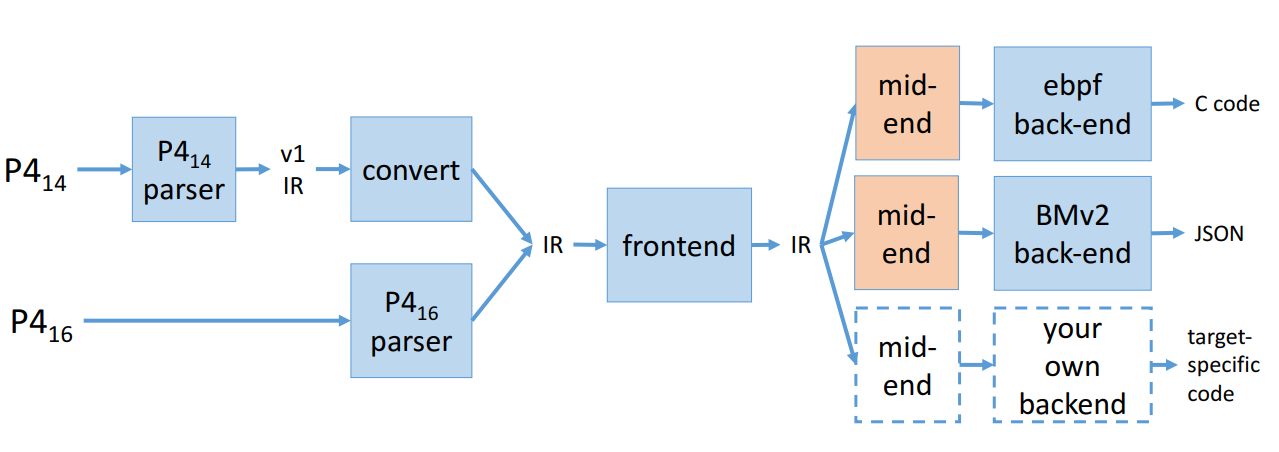 P4₁₄
P4₁₄
parser
v1
IR
convert
P4₁₆
P4₁₆
parser
IR
frontend
IR
mid-
end
ebpf
back-end
C code
mid-
end
BMv2
back-end
JSON
mid-
end
your
own
backend
target-
specific
code